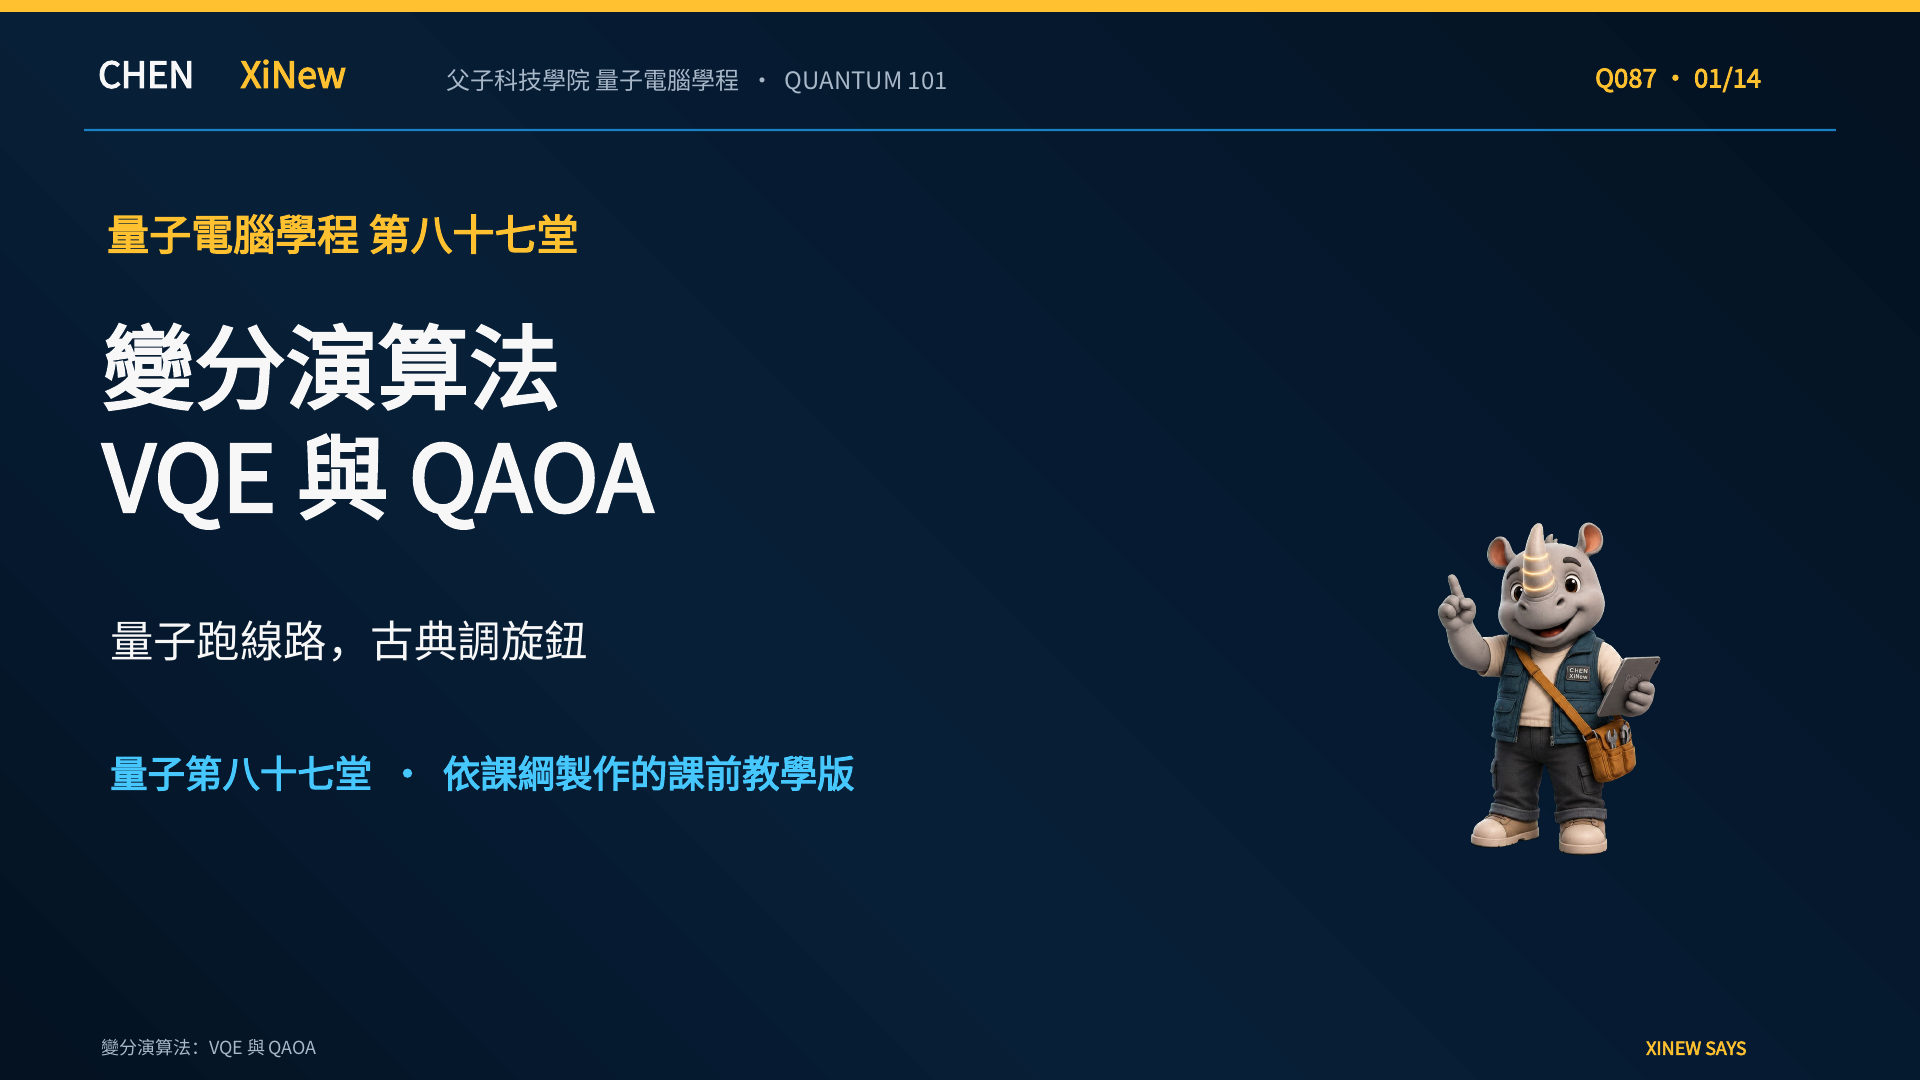 CHEN XiNew 父子科技學院 量子電腦學程 • QUANTUM 101 Q087 • 01/14
量子電腦學程 第八十七堂
變分演算法
VQE 與 QAOA
量子跑線路，古典調旋鈕
量子第八十七堂 • 依課綱製作的課前教學版
CHEN
XiNew
變分演算法：VQE 與 QAOA
XINEW SAYS